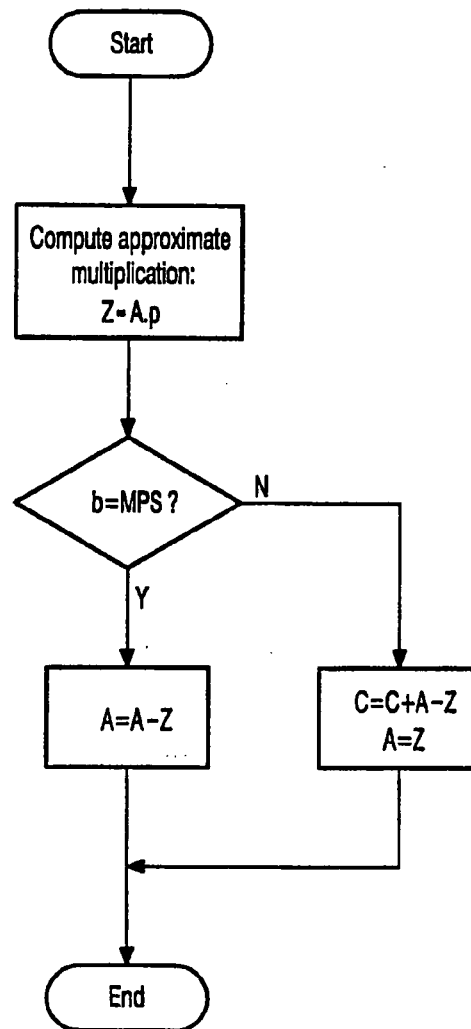 Start
Compute approximate
multiplication:
Z=A.p
b=MPS ?
N
Y
A=A-Z
C=C+A-Z
A=Z
End